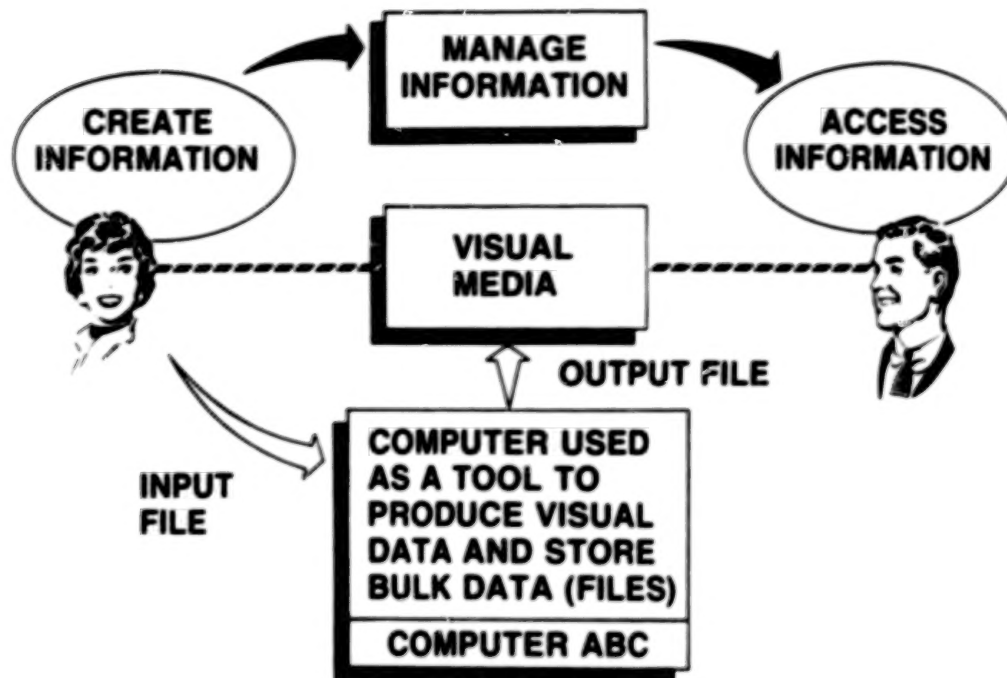 MANAGE
INFORMATION
CREATE
INFORMATION
ACCESS
INFORMATION
VISUAL
MEDIA
OUTPUT FILE
INPUT
FILE
COMPUTER USED
AS A TOOL TO
PRODUCE VISUAL
DATA AND STORE
BULK DATA (FILES)
COMPUTER ABC